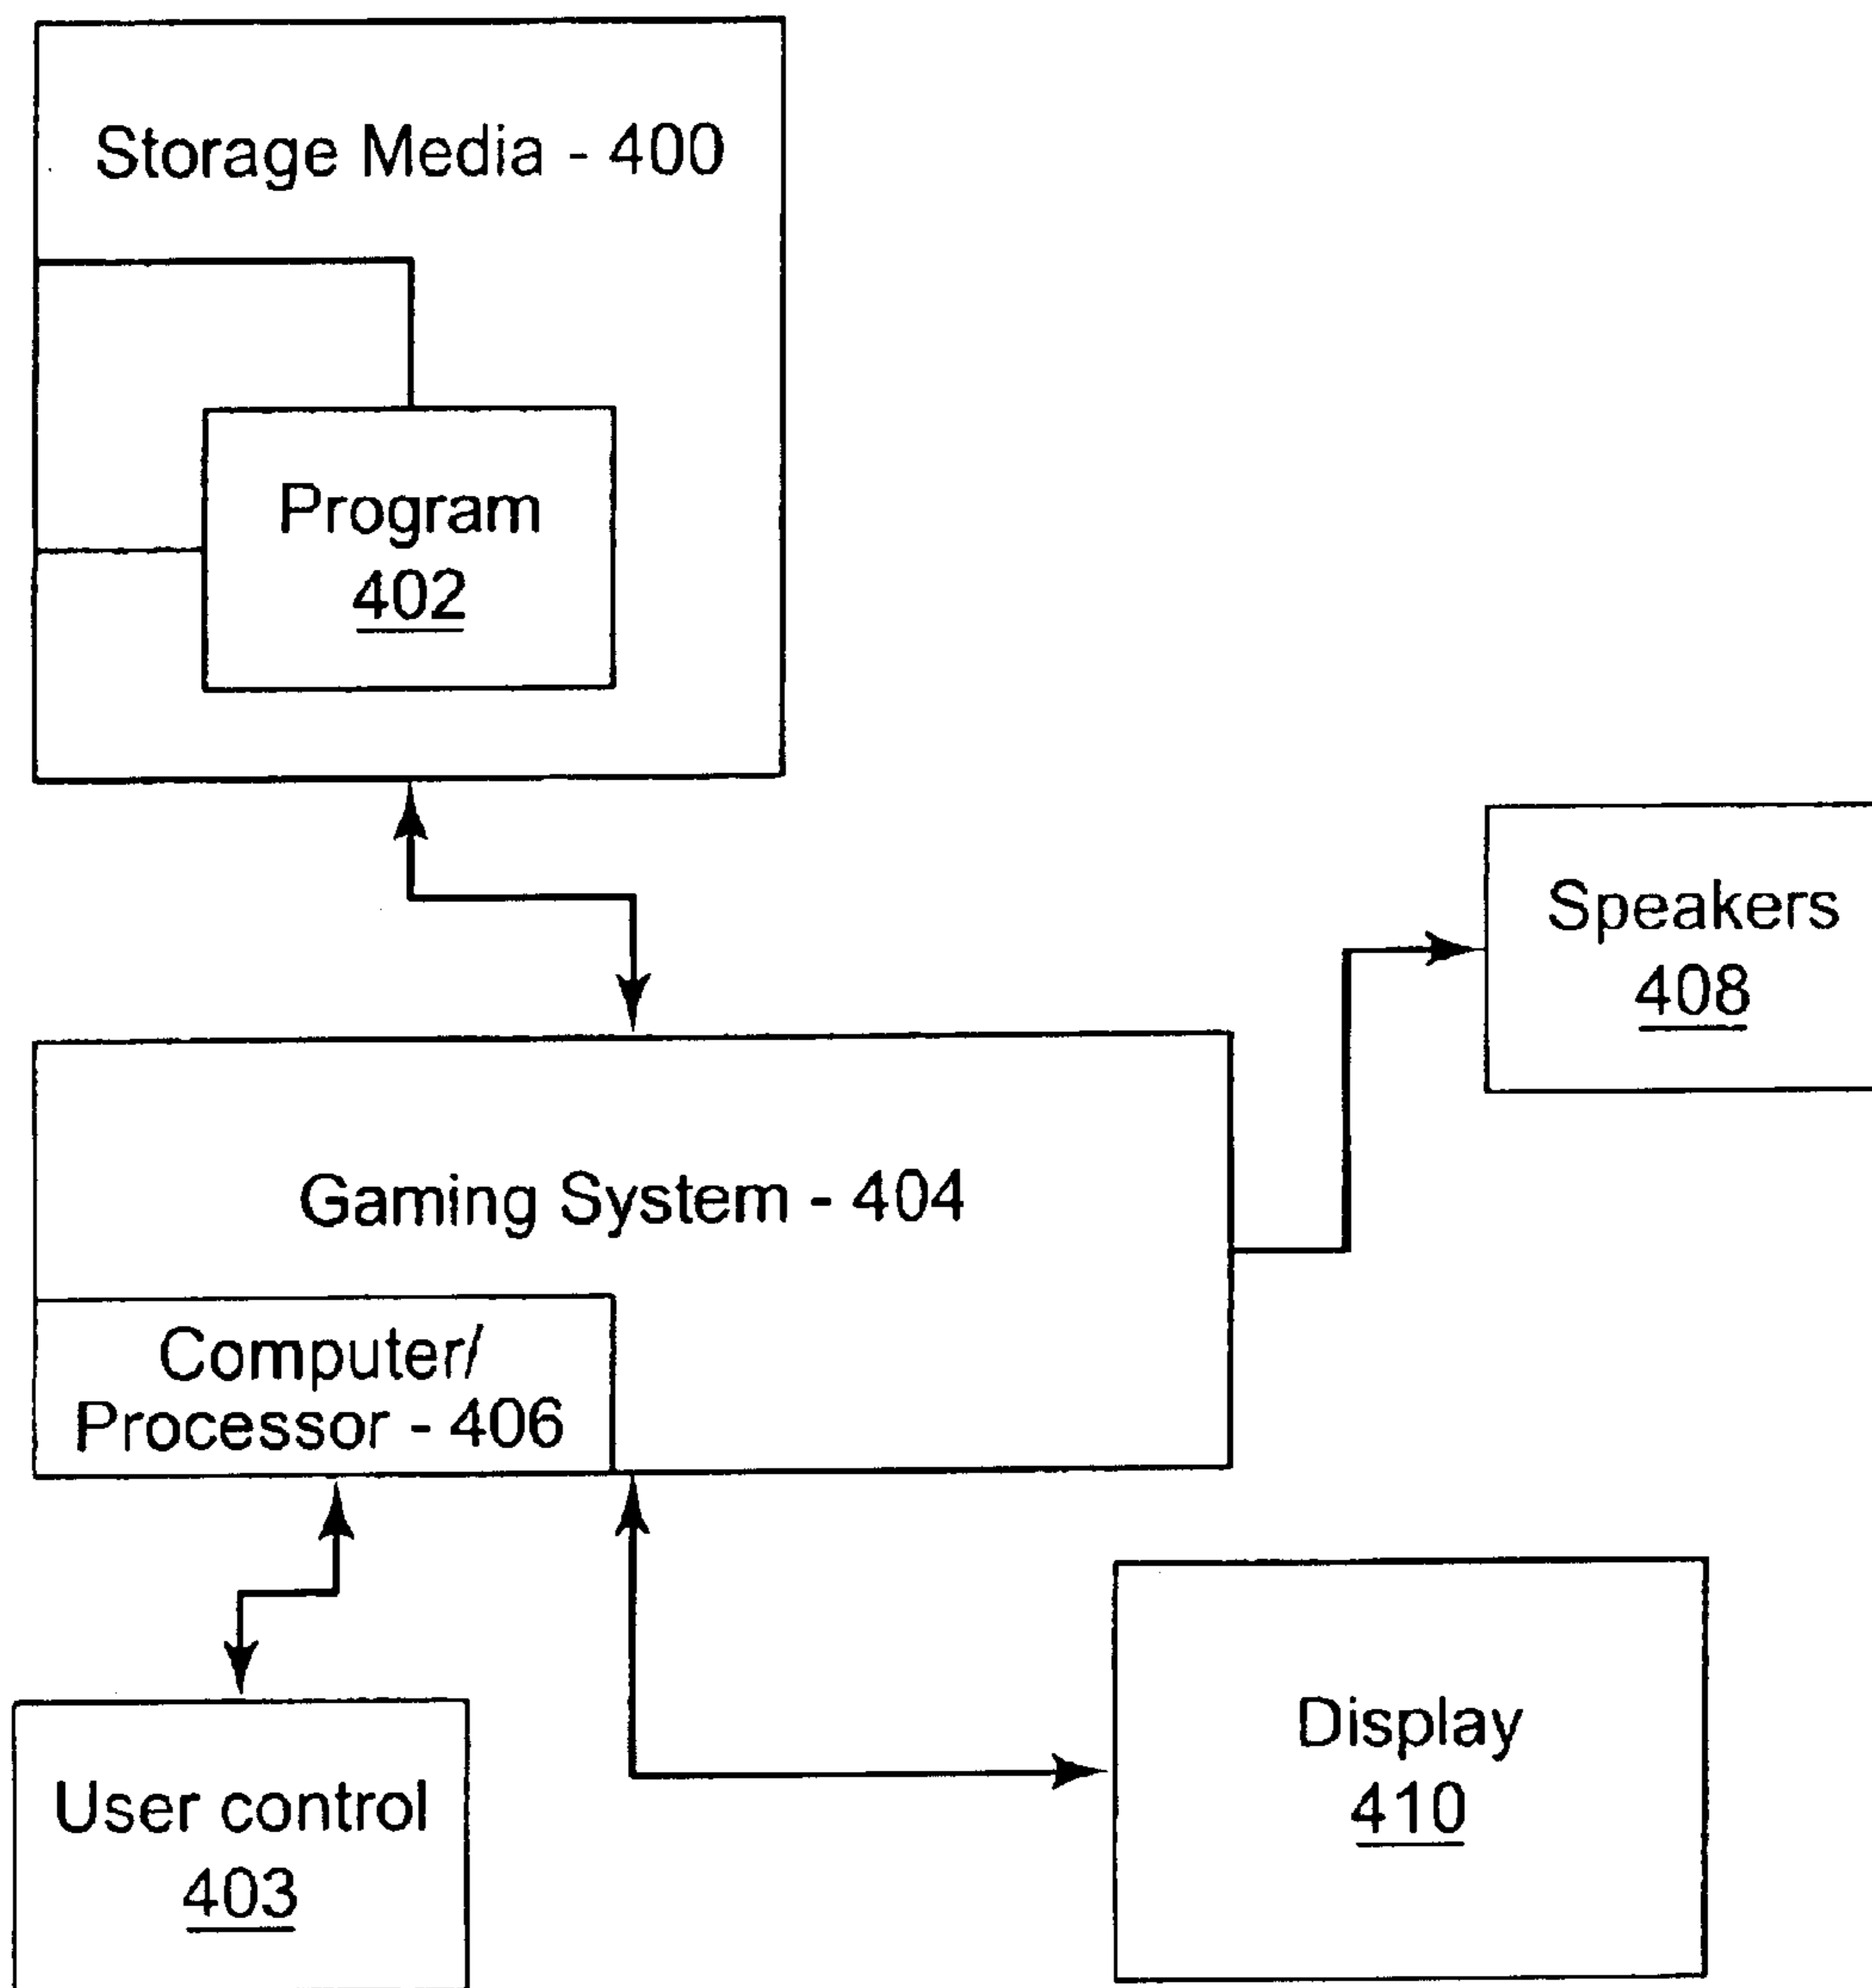 Storage Media - 400
Program
402
Speakers
408
Gaming System - 404
Computer/
Processor - 406
Display
410
User control
403